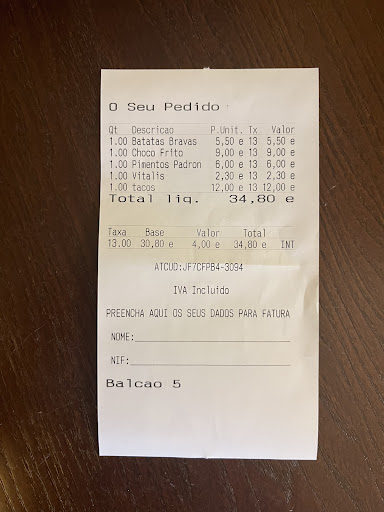 O Seu Pedido
Qt Descricao P.Unit. Tx Valor
1.00 Batatas Bravas 5,50 e 13 5,50 e
1.00 Choco Frito 9,00 e 13 9,00 e
1.00 Pimentos Padron 6,00 e 13 6,00 e
1.00 Vitalis 2,30 e 13 2,30 e
1.00 tacos 12,00 e 13 12,00 e
Total liq. 34,80 e
Taxa Base Valor Total
13.00 30,80 e 4,00 e 34,80 e INT
ATCUD:JF7CFPB4-3094
IVA Incluido
PREENCHA AQUI OS SEUS DADOS PARA FATURA
NOME:
NIF:
Balcao 5